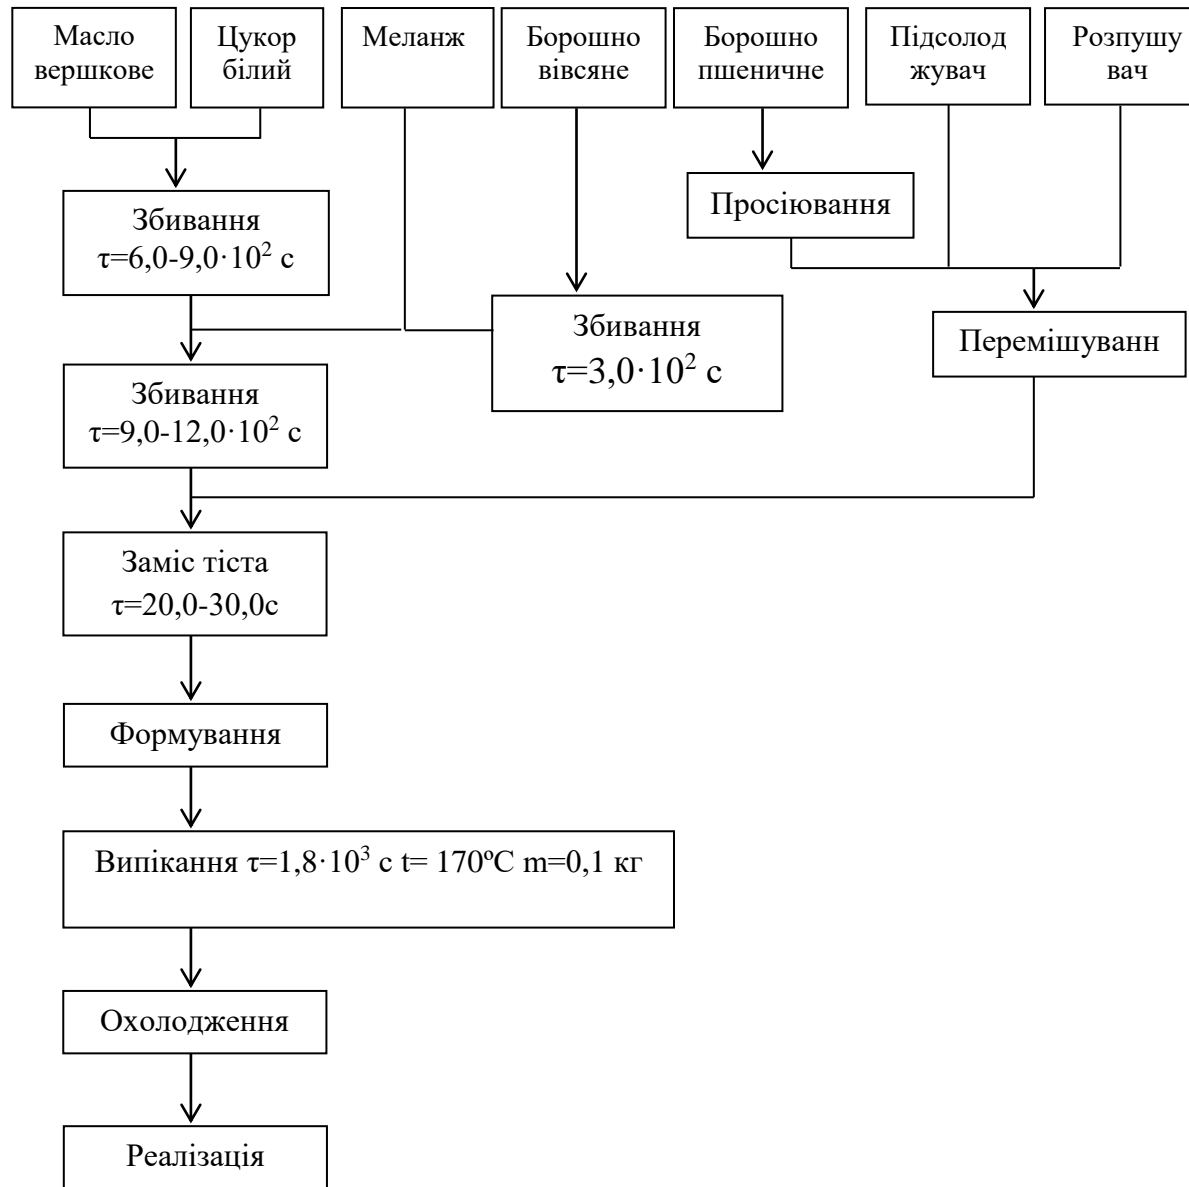 Масло
вершкове
Цукор
білий
Меланж
Борошно
вівсяне
Борошно
пшеничне
Підсолод
жувач
Розпушу
вач
Збивання
τ=6,0-9,0·10² с
Просіювання
Збивання
τ=3,0·10² с
Перемішуванн
Збивання
τ=9,0-12,0·10² с
Заміс тіста
τ=20,0-30,0с
Формування
Випікання τ=1,8·10³ с t= 170ºС m=0,1 кг
Охолодження
Реалізація